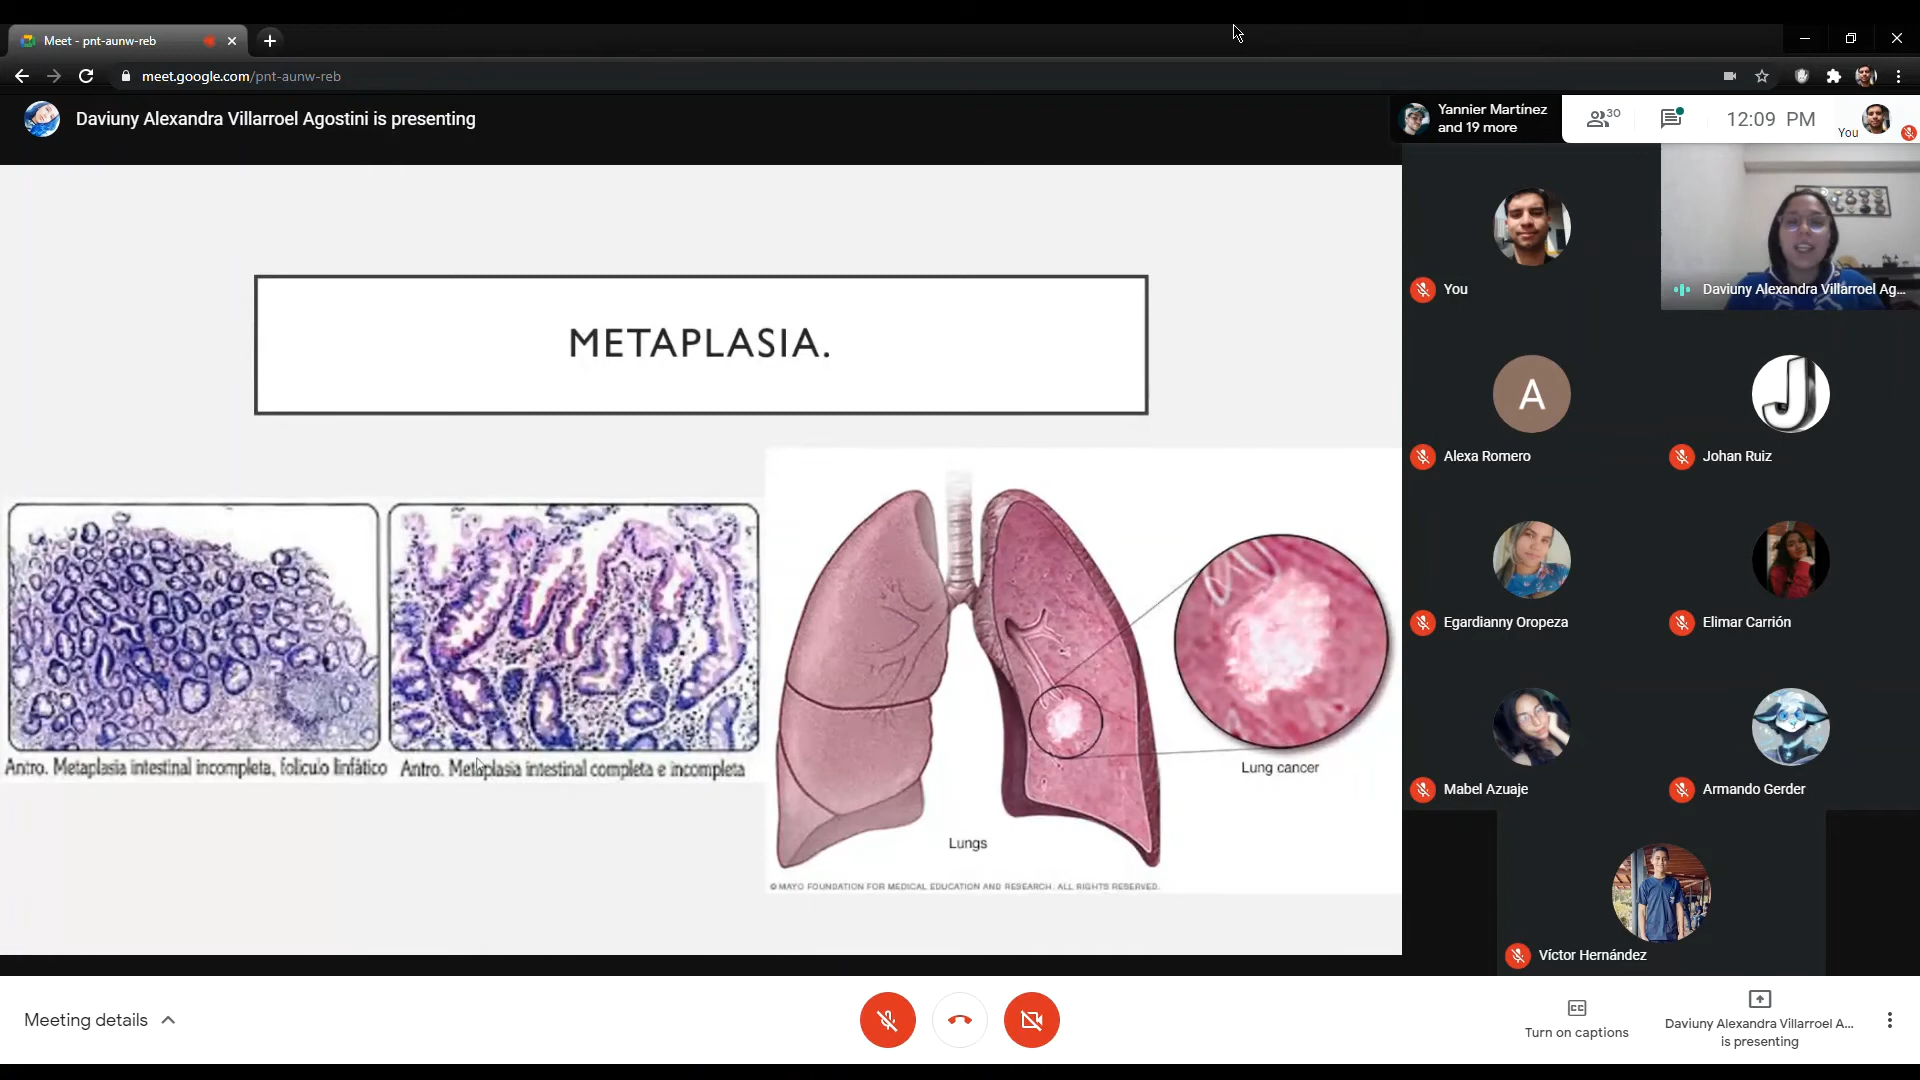 Meet - pnt-aunw-reb
meet.google.com/pnt-aunw-reb
Daviuny Alexandra Villarroel Agostini is presenting
Yannier Martínez
and 19 more
30
12:09 PM
You
METAPLASIA.
Antro. Metaplasia intestinal incompleta, folículo linfático
Antro. Metaplasia intestinal completa e incompleta
Lung cancer
Lungs
© MAYO FOUNDATION FOR MEDICAL EDUCATION AND RESEARCH. ALL RIGHTS RESERVED.
You
Daviuny Alexandra Villarroel Ag...
A
Alexa Romero
J
Johan Ruiz
Egardianny Oropeza
Elimar Carrión
Mabel Azuaje
Armando Gerder
Víctor Hernández
Meeting details
CC
Turn on captions
Daviuny Alexandra Villarroel A...
is presenting